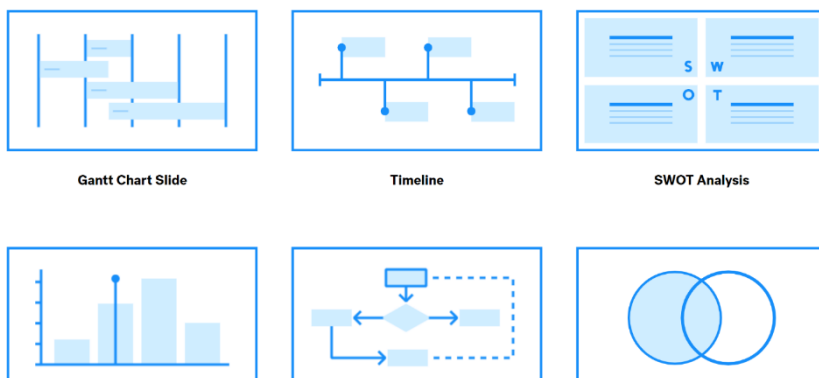 S W
O T
Gantt Chart Slide
Timeline
SWOT Analysis